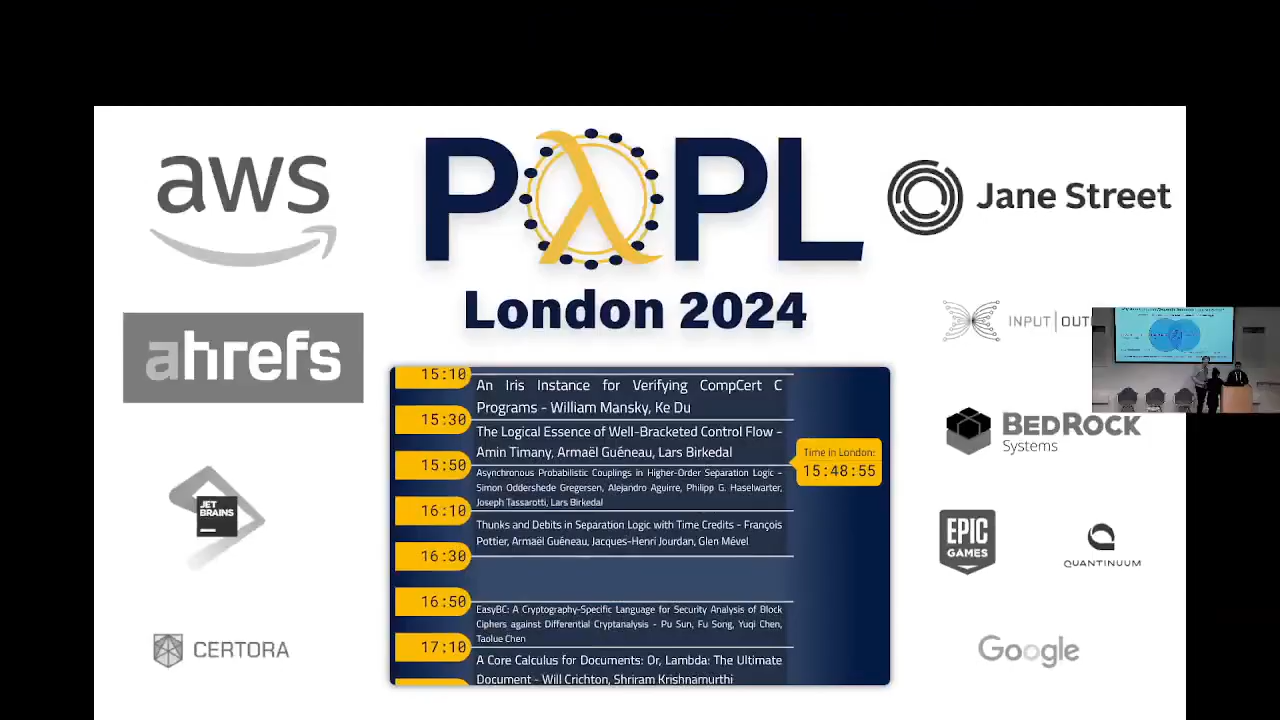 aws
PλPL
London 2024
Jane Street
ahrefs
INPUT|OUT
BEDROCK
Systems
JET
BRAINS
EPIC
GAMES
QUANTINUUM
CERTORA
Google
15:10
An Iris Instance for Verifying CompCert C
Programs - William Mansky, Ke Du
15:30
The Logical Essence of Well-Bracketed Control Flow -
Amin Timany, Armaël Guéneau, Lars Birkedal
Time in London:
15:48:55
15:50
Asynchronous Probabilistic Couplings in Higher-Order Separation Logic -
Simon Oddershede Gregersen, Alejandro Aguirre, Philipp G. Haselwarter,
Joseph Tassarotti, Lars Birkedal
16:10
Thunks and Debits in Separation Logic with Time Credits - François
Pottier, Armaël Guéneau, Jacques-Henri Jourdan, Glen Mével
16:30
16:50
EasyBC: A Cryptography-Specific Language for Security Analysis of Block
Ciphers against Differential Cryptanalysis - Pu Sun, Fu Song, Yuqi Chen,
Taolue Chen
17:10
A Core Calculus for Documents: Or, Lambda: The Ultimate
Document - Will Crichton, Shriram Krishnamurthi